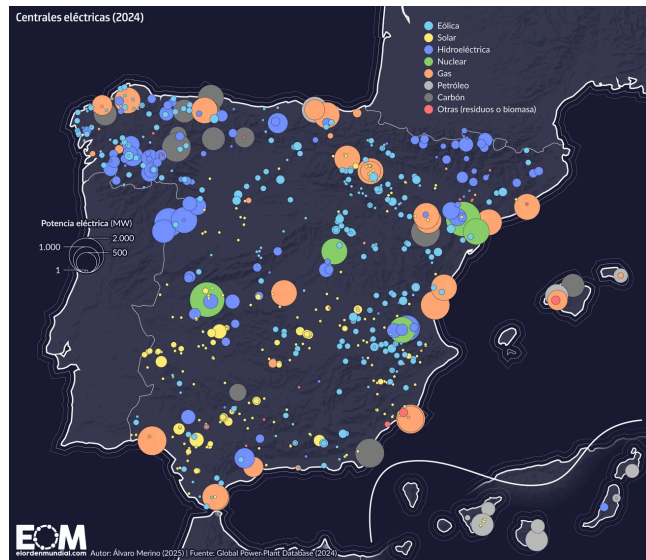 Centrales eléctricas (2024)
Eólica
Solar
Hidroeléctrica
Nuclear
Gas
Petróleo
Carbón
Otras (residuos o biomasa)
Potencia eléctrica (MW)
2.000
1.000
500
1
EOM
elordenmundial.com
Autor: Álvaro Merino (2025) | Fuente: Global Power Plant Database (2024)